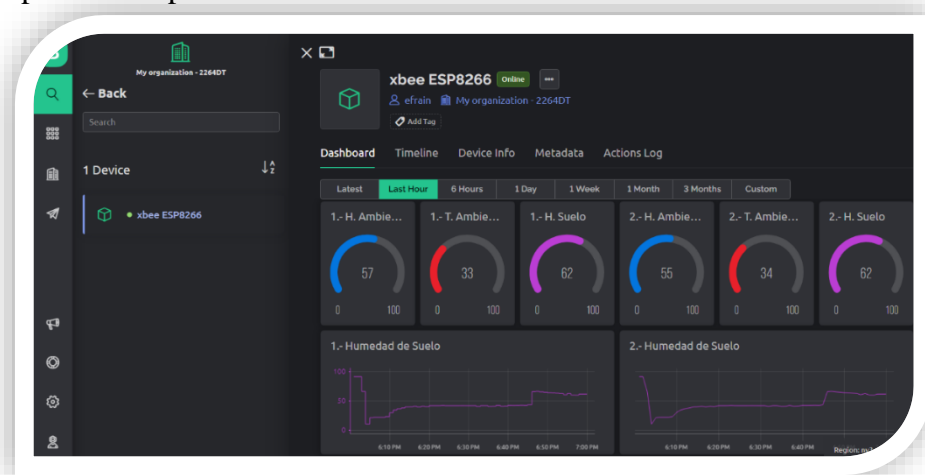 My organization - 2264DT
← Back
Search
1 Device
xbee ESP8266
xbee ESP8266 Online
efrain My organization - 2264DT
Add Tag
Dashboard Timeline Device Info Metadata Actions Log
Latest Last Hour 6 Hours 1 Day 1 Week 1 Month 3 Months Custom
1.- H. Ambie... 1.- T. Ambie... 1.- H. Suelo 2.- H. Ambie... 2.- T. Ambie... 2.- H. Suelo
57 33 62 55 34 62
0 100 0 100 0 100 0 100 0 100 0 100
1.- Humedad de Suelo 2.- Humedad de Suelo
100
50
0
6:10 PM 6:20 PM 6:30 PM 6:40 PM 6:50 PM 7:00 PM 6:10 PM 6:20 PM 6:30 PM 6:40 PM
Region: